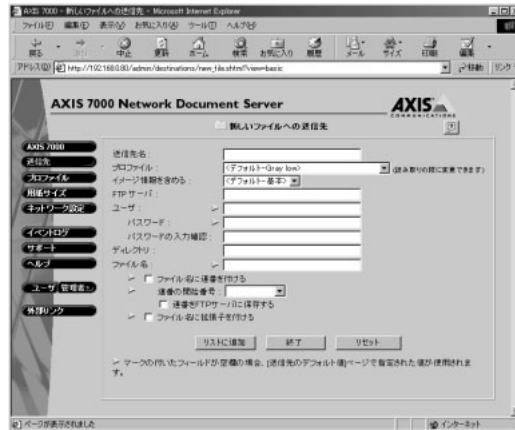 AXIS 7000 - 新しいファイルへの送信先 - Microsoft Internet Explorer
ファイル(F) 編集(E) 表示(V) お気に入り(A) ツール(T) ヘルプ(H)
中止 更新 ホーム 検索 お気に入り 履歴 メール サイズ 印刷 編集
アドレス(D) http://192.168.0.80/admin/destinations/new_file.shtml?view=basic 移動 リンク
AXIS 7000 Network Document Server
AXIS
COMMUNICATIONS
新しいファイルへの送信先
AXIS 7000
送信先
プロファイル
用紙サイズ
ネットワーク設定
イベントログ
サポート
ヘルプ
ユーザ 管理者
外部リンク
送信先名:
プロファイル: <デフォルト-Gray low> (読み取りの際に変更できます)
イメージ情報を含める: <デフォルト-基本>
FTP サーバ:
ユーザ:
パスワード:
パスワードの入力確認:
ディレクトリ:
ファイル名:
ファイル名に連番を付ける
連番の開始番号:
連番をFTPサーバに保存する
ファイル名に拡張子を付ける
リストに追加 終了 リセット
マークの付いたフィールドが空欄の場合、[送信先のデフォルト値]ページで指定された値が使用されます。
ページが表示されました
インターネット